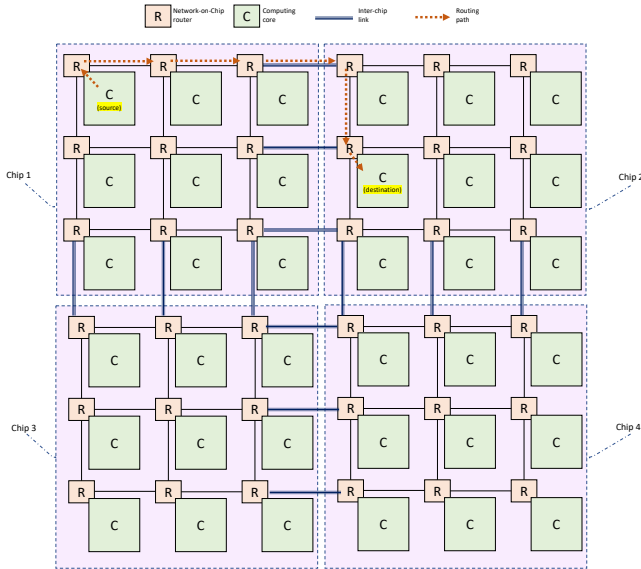 R Network-on-Chip router
C Computing core
Inter-chip link
Routing path
R R R R R R
C (source) C C C C C
R R R R R R
C C C C (destination) C C
Chip 1
Chip 2
R R R R R R
C C C C C C
R R R R R R
C C C C C C
R R R R R R
C C C C C C
Chip 3
Chip 4
R R R R R R
C C C C C C